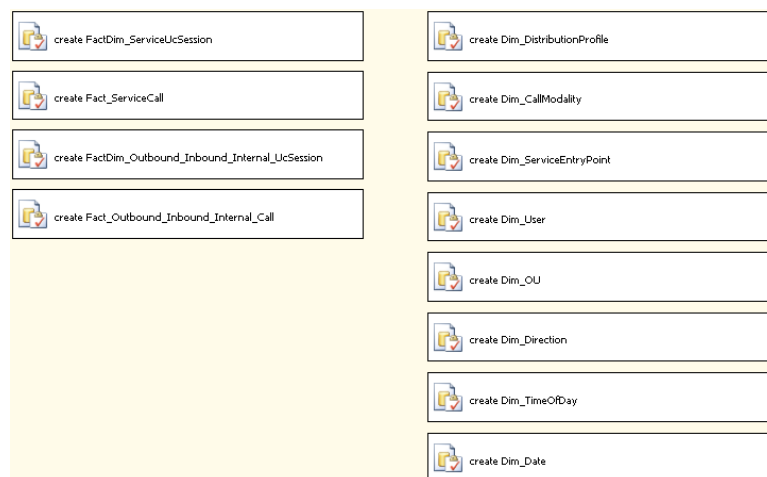 create FactDim_ServiceUcSession
create Fact_ServiceCall
create FactDim_Outbound_Inbound_Internal_UcSession
create Fact_Outbound_Inbound_Internal_Call
create Dim_DistributionProfile
create Dim_CallModality
create Dim_ServiceEntryPoint
create Dim_User
create Dim_OU
create Dim_Direction
create Dim_TimeOfDay
create Dim_Date